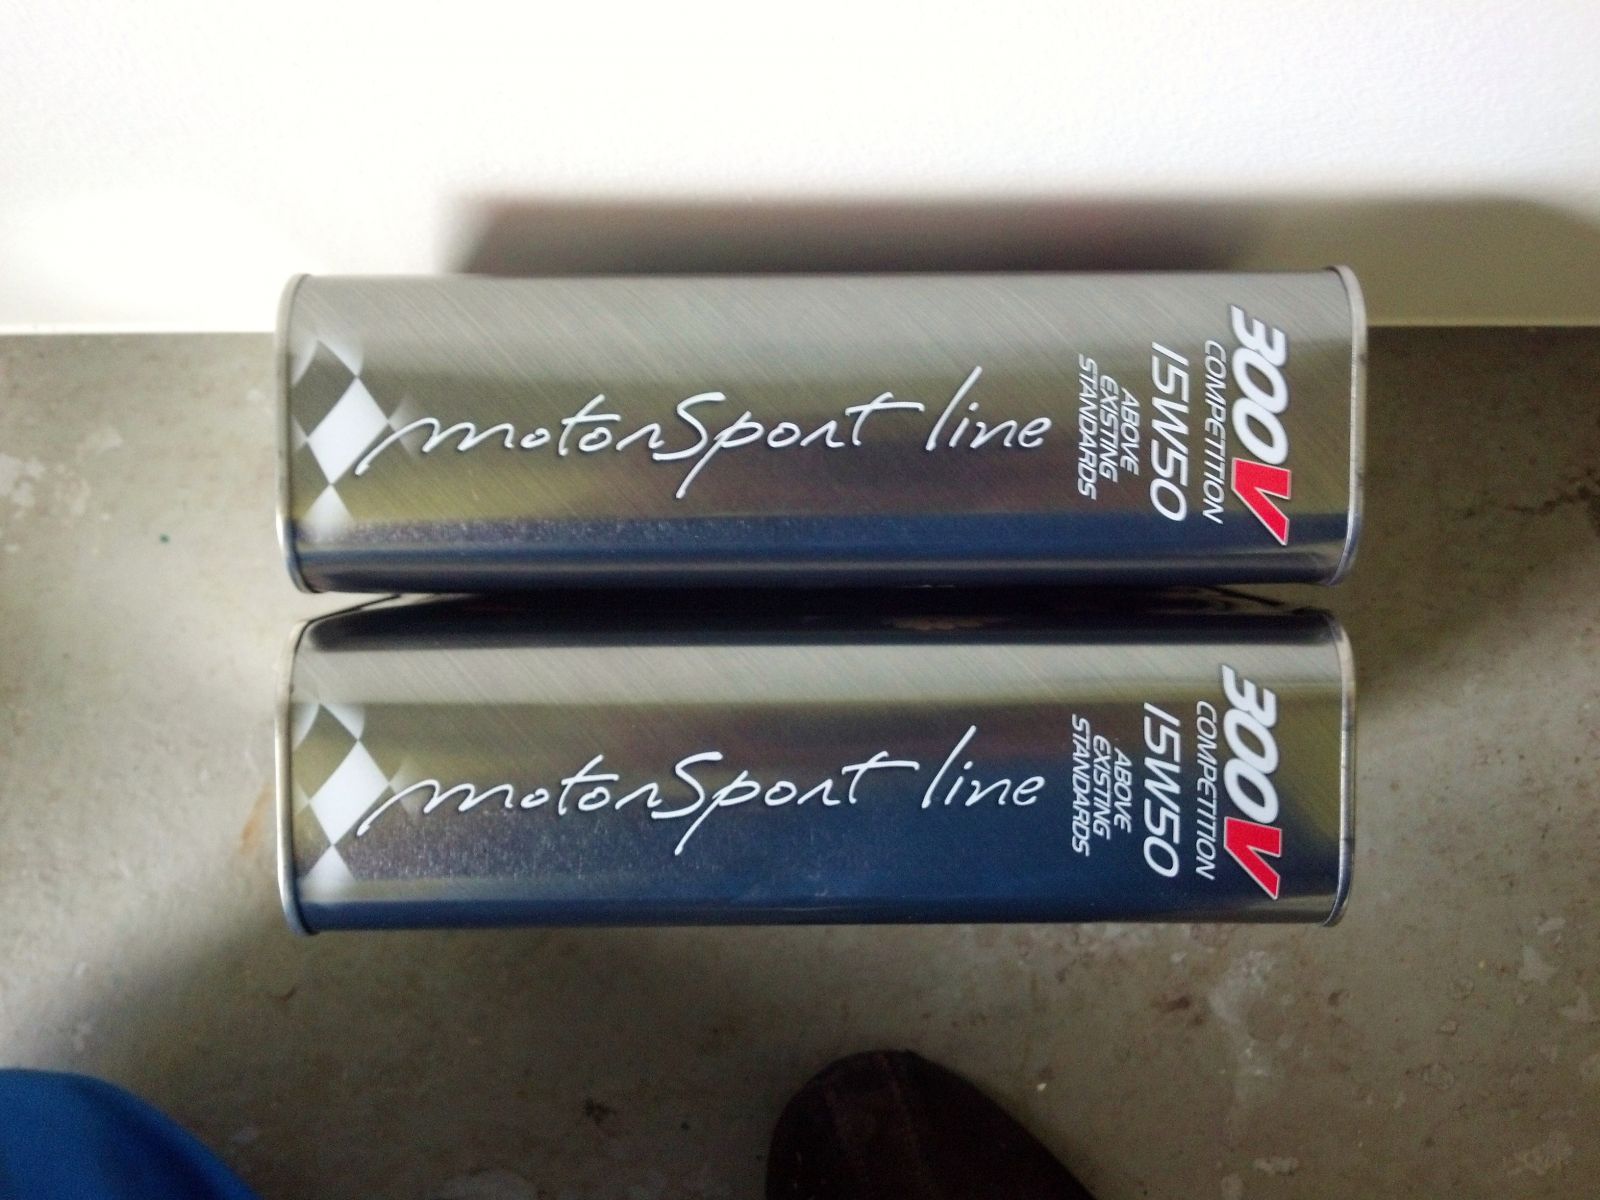 300V
COMPETITION
15W50
ABOVE
EXISTING
STANDARDS
motorSport line
300V
COMPETITION
15W50
ABOVE
EXISTING
STANDARDS
motorSport line